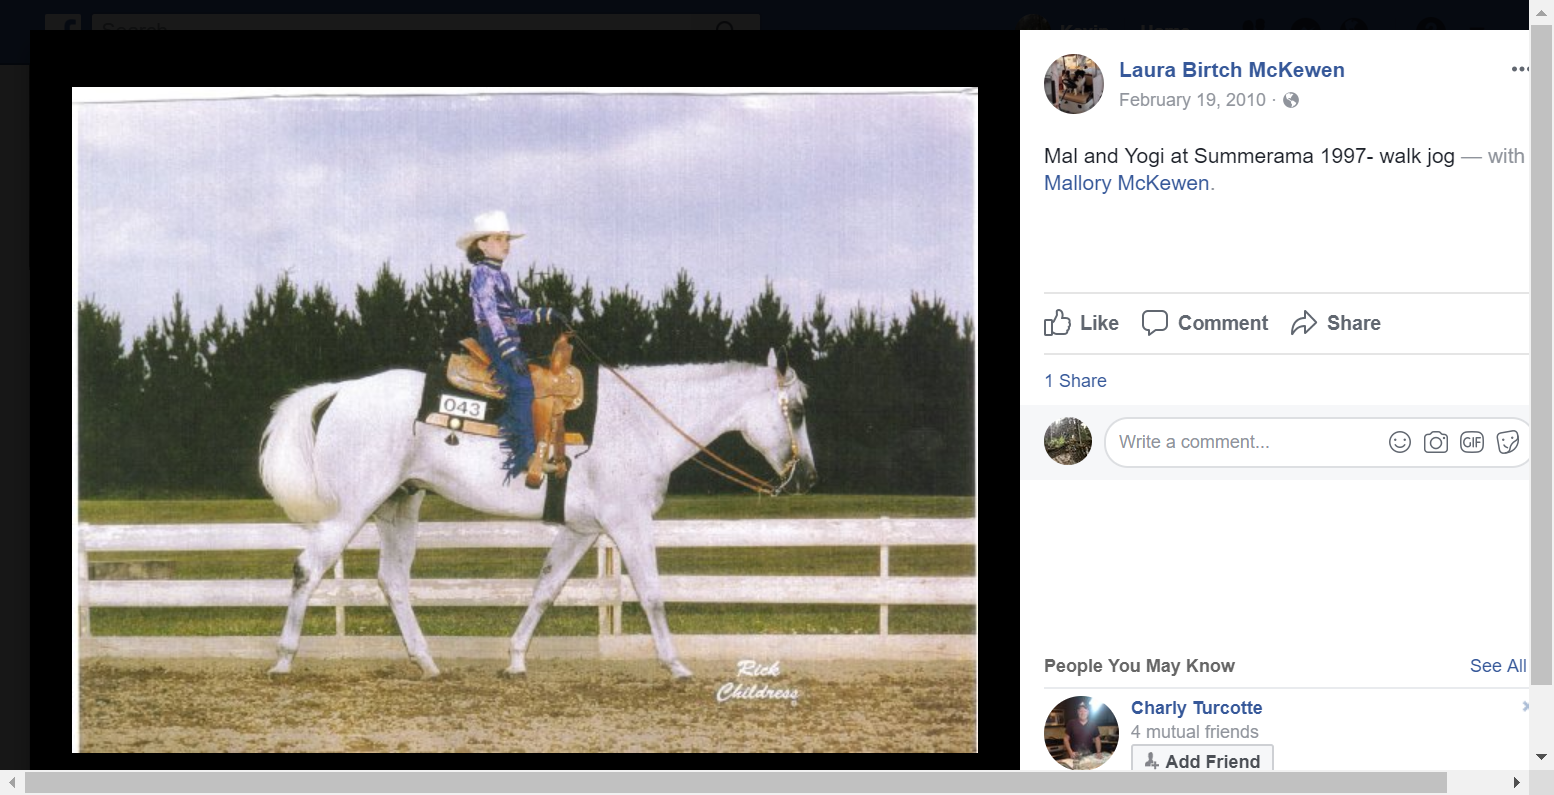 Search
Laura Birtch McKewen
February 19, 2010 ·
Mal and Yogi at Summerama 1997- walk jog — with
Mallory McKewen.
043
Like Comment Share
1 Share
Write a comment...
GIF
Rick
Childress
People You May Know
See All
Charly Turcotte
4 mutual friends
Add Friend